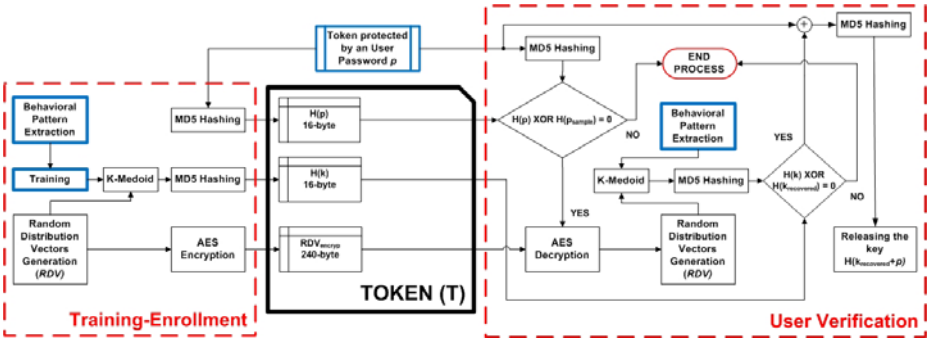 Token protected
by an User
Password p
MD5 Hashing
MD5 Hashing
END
PROCESS
Behavioral
Pattern
Extraction
MD5 Hashing
H(p)
16-byte
H(p) XOR H(psample) = 0
NO
Behavioral
Pattern
Extraction
YES
Training
K-Medoid
MD5 Hashing
H(k)
16-byte
K-Medoid
MD5 Hashing
H(k) XOR
H(krecovered) = 0
NO
YES
Random
Distribution
Vectors
Generation
(RDV)
AES
Encryption
RDVencryp
240-byte
AES
Decryption
Random
Distribution
Vectors
Generation
(RDV)
Releasing the
key
H(krecovered+p)
TOKEN (T)
Training-Enrollment
User Verification